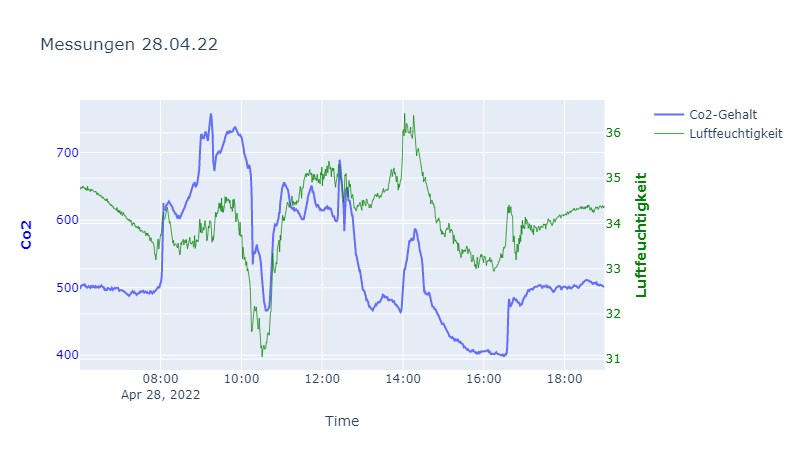 Messungen 28.04.22
Co2-Gehalt
Luftfeuchtigkeit
700
600
500
400
Co2
36
35
34
33
32
31
Luftfeuchtigkeit
08:00 10:00 12:00 14:00 16:00 18:00
Apr 28, 2022
Time